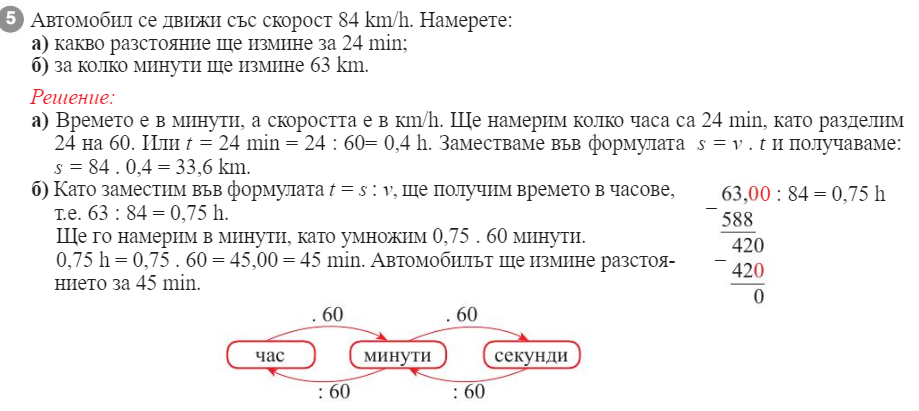 5 Автомобил се движи със скорост 84 km/h. Намерете:
а) какво разстояние ще измине за 24 min;
б) за колко минути ще измине 63 km.
Решение:
а) Времето е в минути, а скоростта е в km/h. Ще намерим колко часа са 24 min, като разделим
24 на 60. Или t = 24 min = 24 : 60= 0,4 h. Заместваме във формулата s = v . t и получаваме:
s = 84 . 0,4 = 33,6 km.
б) Като заместим във формулата t = s : v, ще получим времето в часове,
т.е. 63 : 84 = 0,75 h.
Ще го намерим в минути, като умножим 0,75 . 60 минути.
0,75 h = 0,75 . 60 = 45,00 = 45 min. Автомобилът ще измине разстоя-
нието за 45 min.
63,00 : 84 = 0,75 h
– 588
420
– 420
0
. 60 . 60
час минути секунди
: 60 : 60